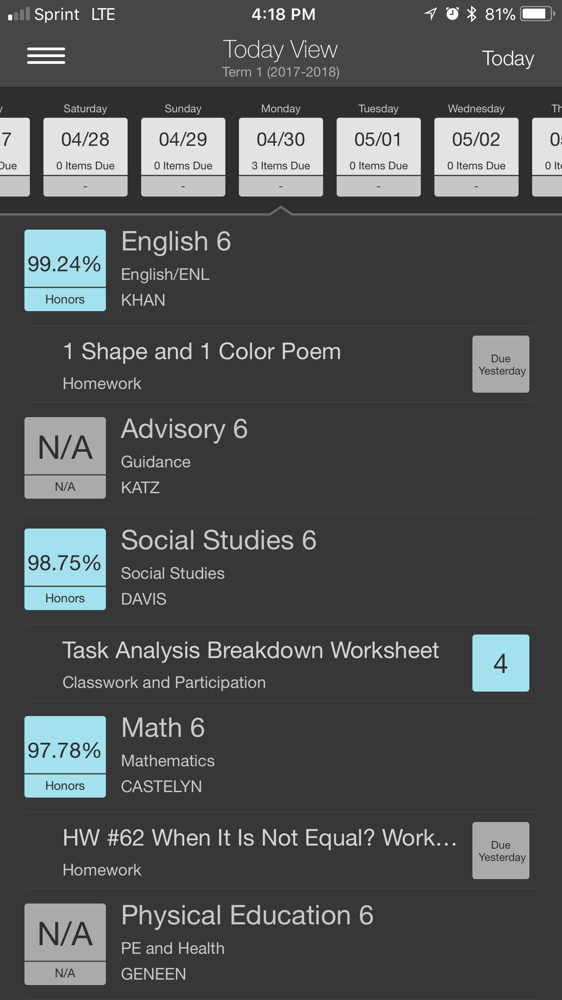 Sprint LTE 4:18 PM 81%
Today View
Today
Term 1 (2017-2018)
y Saturday Sunday Monday Tuesday Wednesday Th
7 04/28 04/29 04/30 05/01 05/02 05
Due 0 Items Due 0 Items Due 3 Items Due 0 Items Due 0 Items Due 0 Ite
- - - - -
English 6
99.24%
English/ENL
Honors
KHAN
1 Shape and 1 Color Poem
Homework
Due
Yesterday
Advisory 6
N/A
Guidance
N/A
KATZ
Social Studies 6
98.75%
Social Studies
Honors
DAVIS
Task Analysis Breakdown Worksheet
Classwork and Participation
4
Math 6
97.78%
Mathematics
Honors
CASTELYN
HW #62 When It Is Not Equal? Work...
Homework
Due
Yesterday
Physical Education 6
N/A
PE and Health
N/A
GENEEN